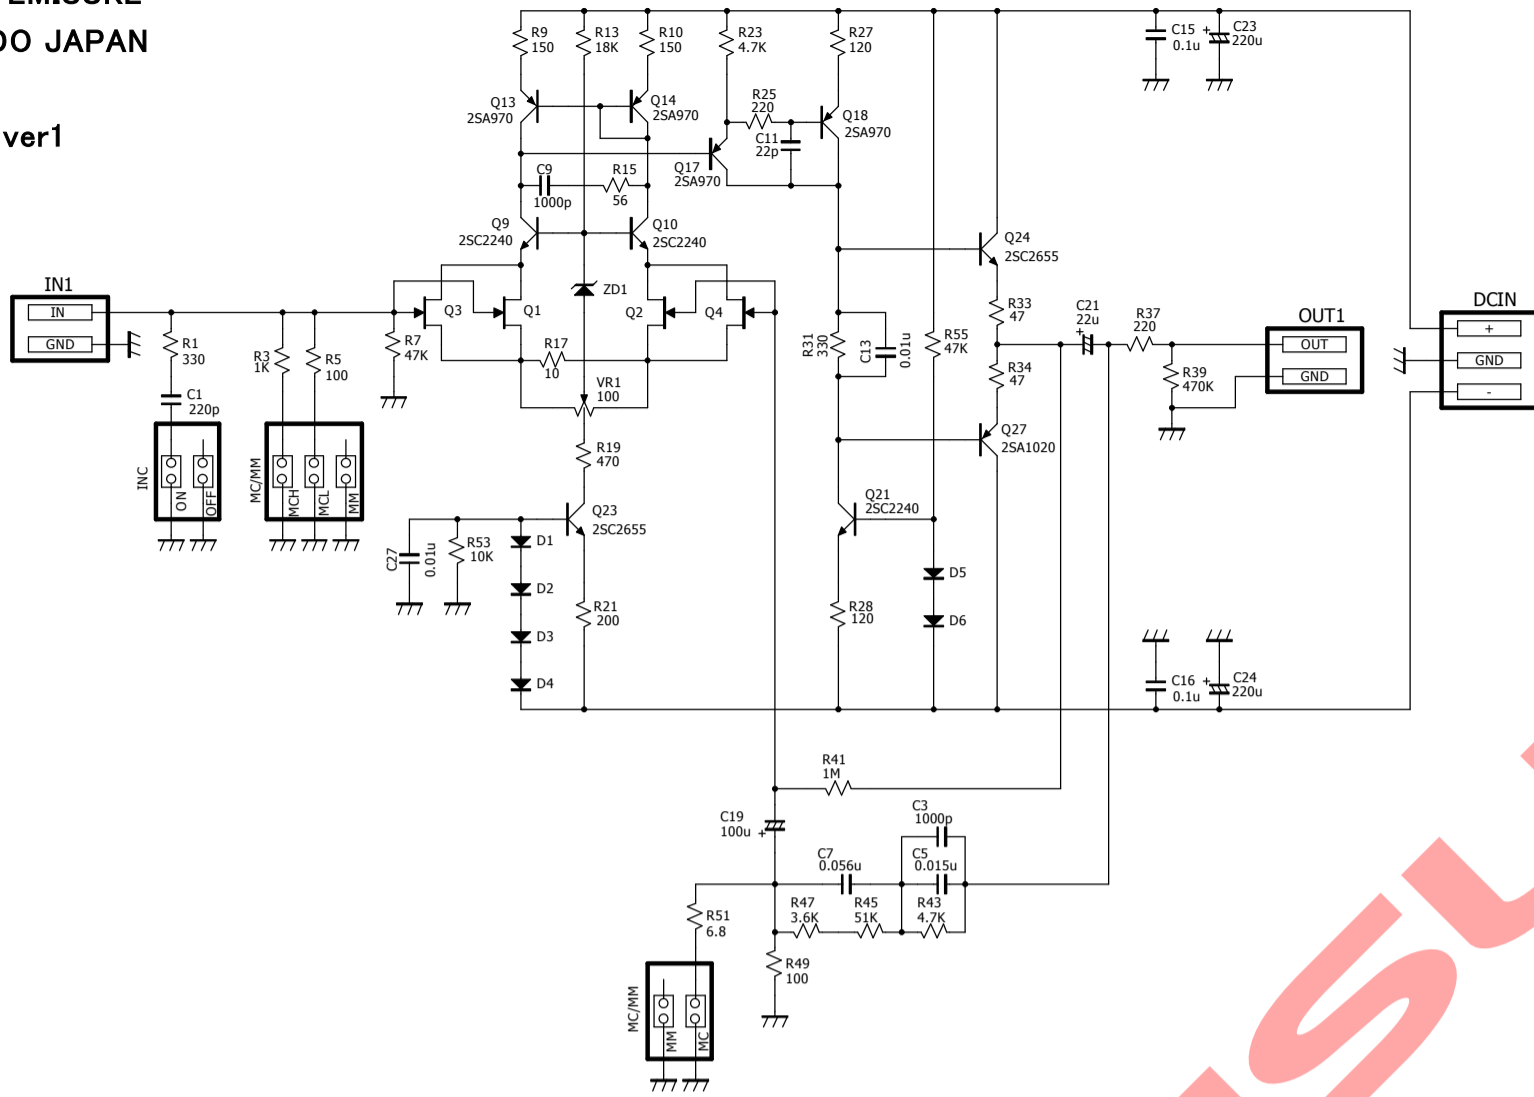 DO JAPAN
ver1
R9
150
R13
18K
R10
150
R23
4.7K
R27
120
C15
0.1u
+
C23
220u
Q13
2SA970
Q14
2SA970
R25
220
C11
22p
Q18
2SA970
Q17
2SA970
C9
1000p
R15
56
Q9
2SC2240
Q10
2SC2240
Q24
2SC2655
IN1
IN
GND
Q3
Q1
ZD1
Q2
Q4
R1
330
R3
1K
R5
100
R7
47K
R17
10
VR1
100
R31
330
C13
0.01u
R55
47K
R33
47
R34
47
C21
22u
+
R37
220
R39
470K
OUT1
OUT
GND
DCIN
+
GND
-
C1
220p
INC
ON
OFF
MC/MM
MCH
MCL
MM
R19
470
Q27
2SA1020
Q23
2SC2655
Q21
2SC2240
C27
0.01u
R53
10K
D1
D2
D3
D4
R21
200
R28
120
D5
D6
C16
0.1u
+
C24
220u
R41
1M
C19
100u
+
C3
1000p
C7
0.056u
C5
0.015u
R47
3.6K
R45
51K
R43
4.7K
R51
6.8
R49
100
MC/MM
MM
MC